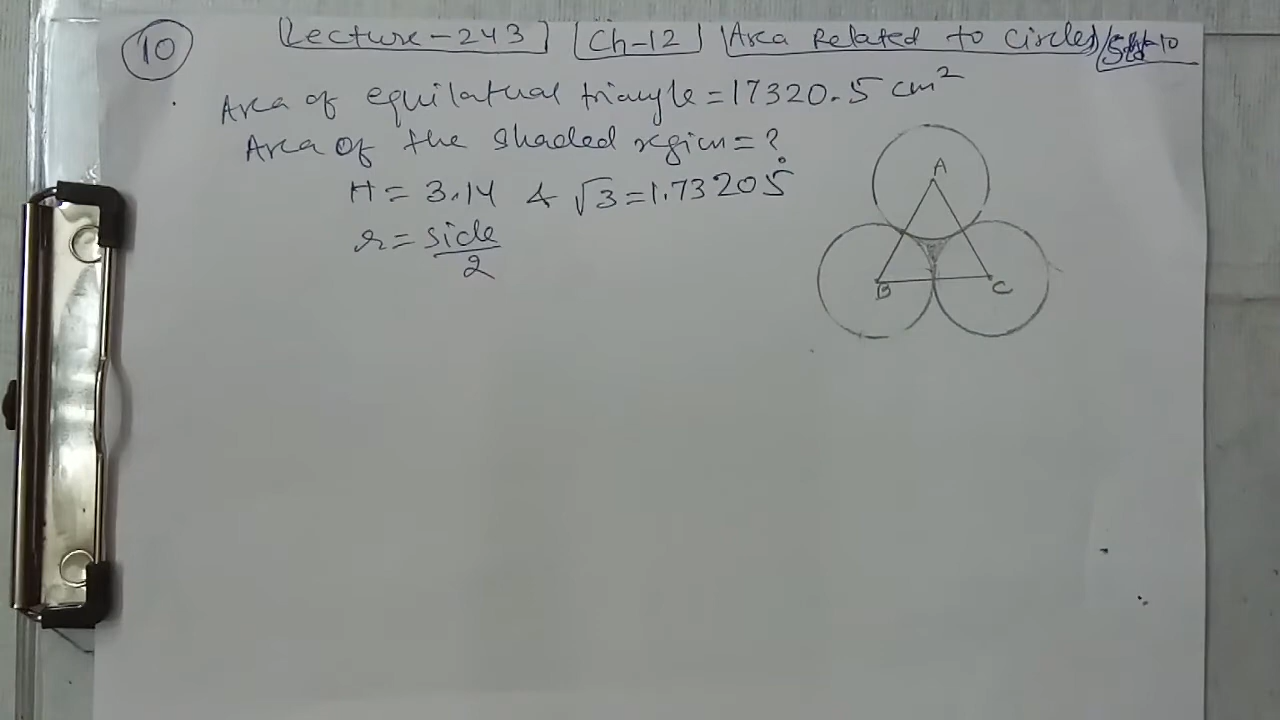 10
Lecture-243 Ch-12 Area Related to Circles
Area of equilatual triangle = 17320.5 cm²
Area of the shaded region = ?
π = 3.14 & √3 = 1.73205
r = side/2
A
B
C